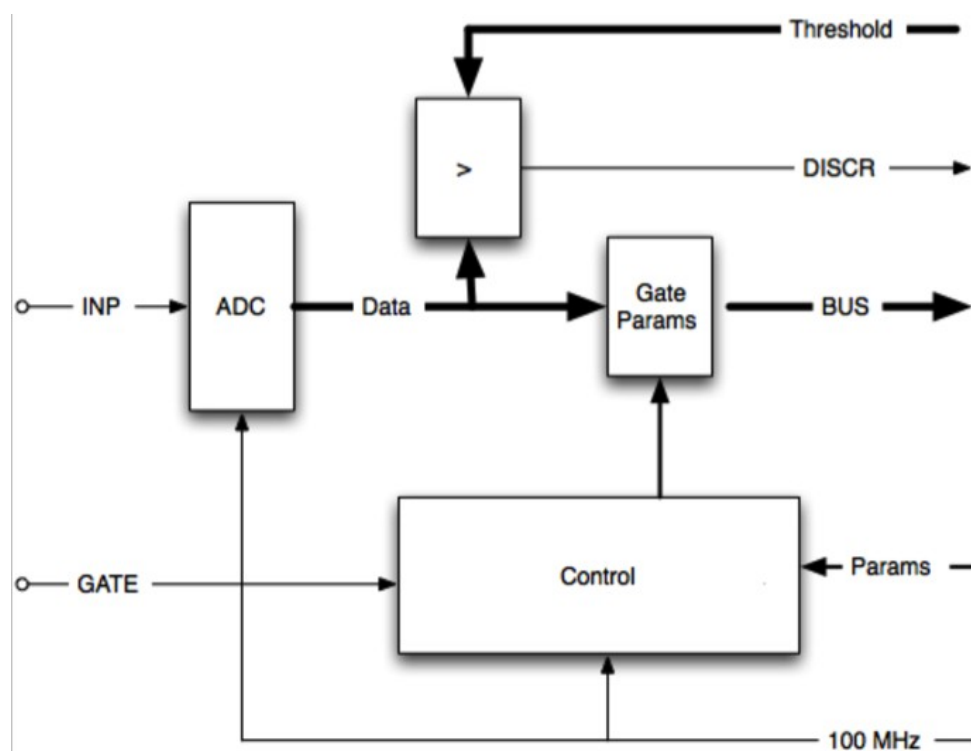 Threshold
>
DISCR
INP
ADC
Data
Gate
Params
BUS
GATE
Control
Params
100 MHz